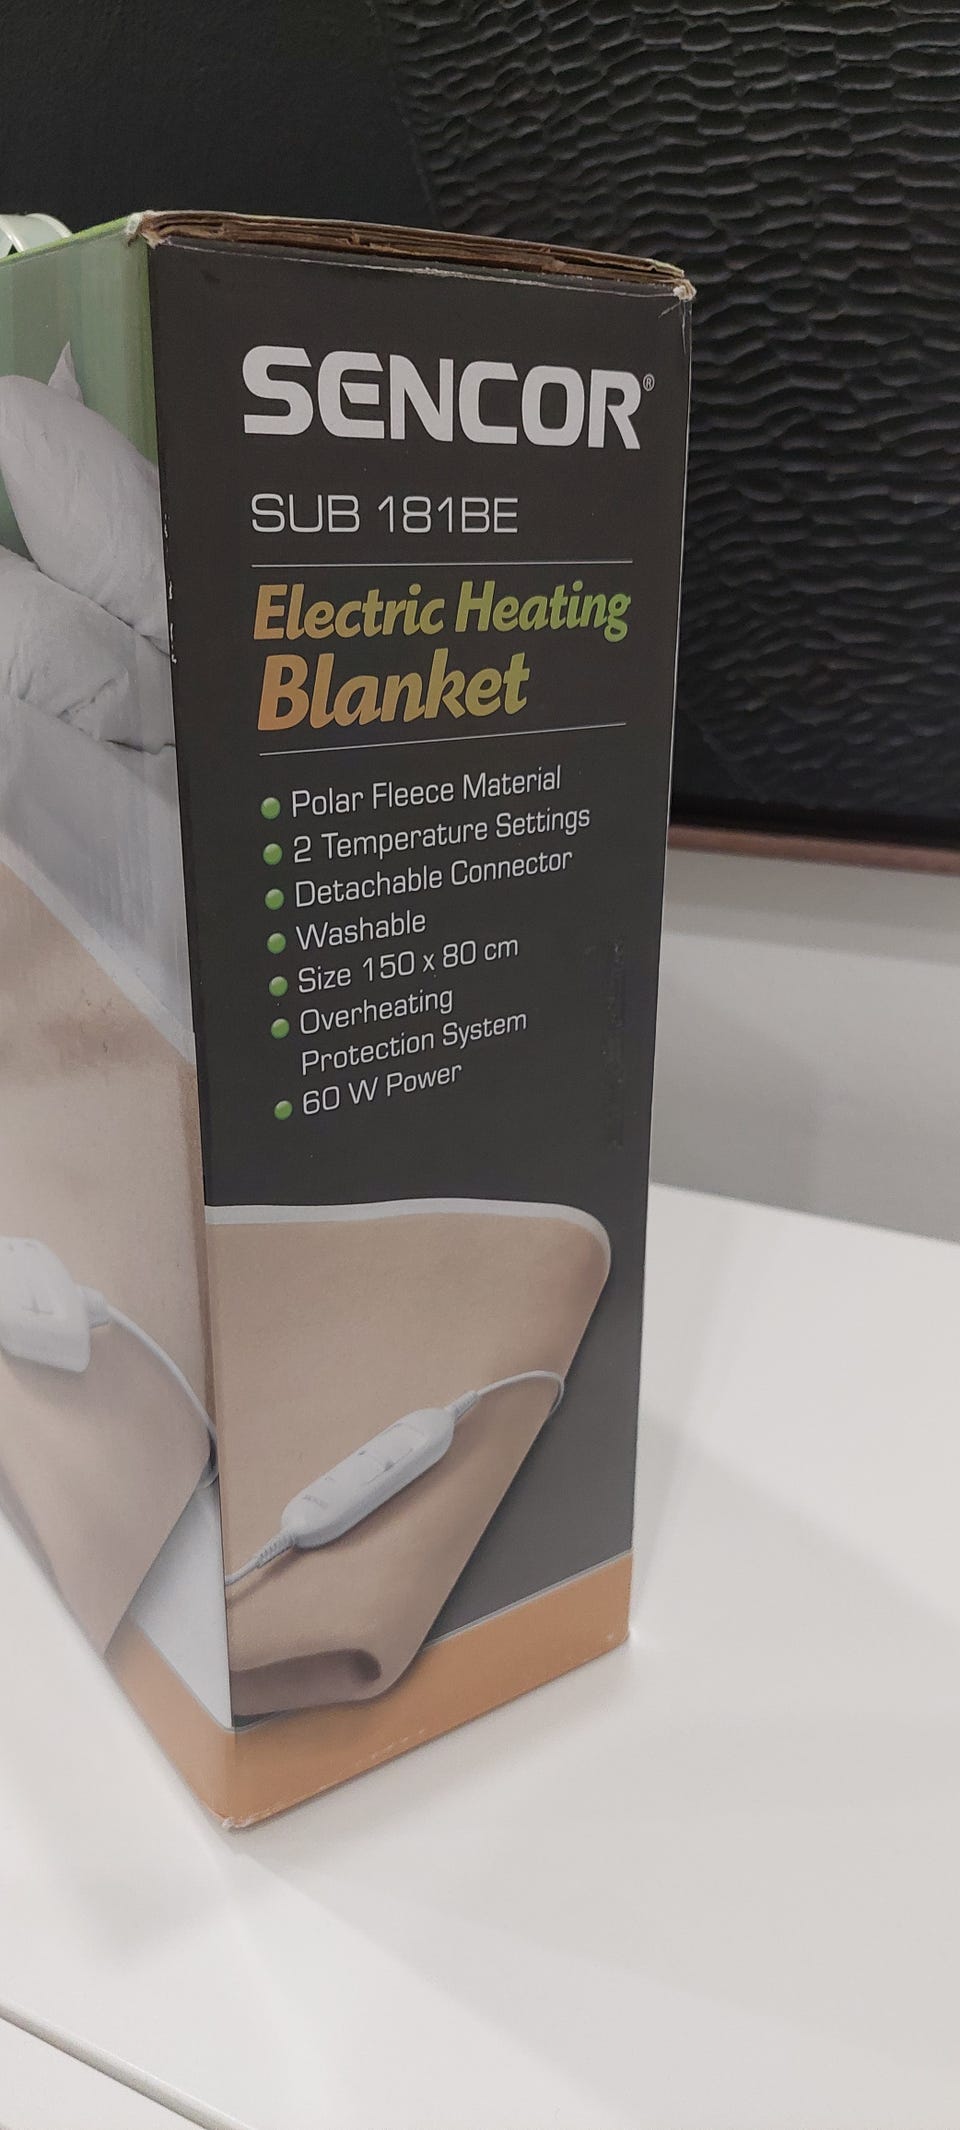 SENCOR®
SUB 181BE
Electric Heating
Blanket
Polar Fleece Material
2 Temperature Settings
Detachable Connector
Washable
Size 150 x 80 cm
Overheating
Protection System
60 W Power